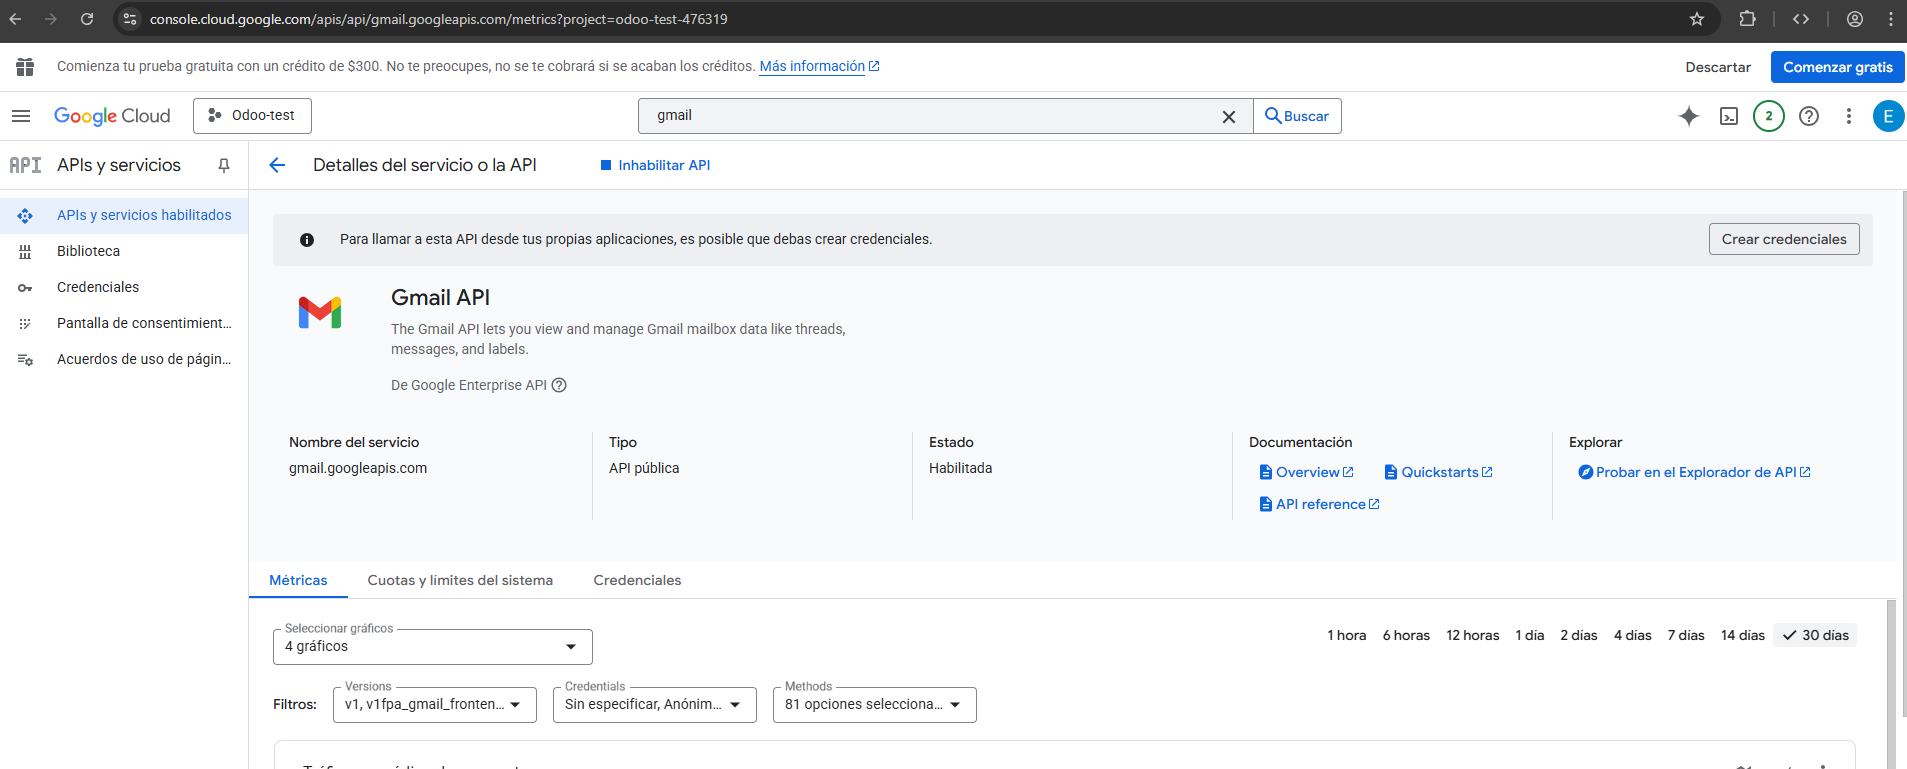 console.cloud.google.com/apis/api/gmail.googleapis.com/metrics?project=odoo-test-476319
Comienza tu prueba gratuita con un crédito de $300. No te preocupes, no se te cobrará si se acaban los créditos. Más información
Descartar
Comenzar gratis
Google Cloud
Odoo-test
gmail
Buscar
2
E
API
APIs y servicios
Detalles del servicio o la API
Inhabilitar API
APIs y servicios habilitados
Biblioteca
Credenciales
Pantalla de consentimient...
Acuerdos de uso de págin...
Para llamar a esta API desde tus propias aplicaciones, es posible que debas crear credenciales.
Crear credenciales
Gmail API
The Gmail API lets you view and manage Gmail mailbox data like threads,
messages, and labels.
De Google Enterprise API
Nombre del servicio
gmail.googleapis.com
Tipo
API pública
Estado
Habilitada
Documentación
Overview
Quickstarts
API reference
Explorar
Probar en el Explorador de API
Métricas
Cuotas y límites del sistema
Credenciales
Seleccionar gráficos
4 gráficos
1 hora
6 horas
12 horas
1 día
2 días
4 días
7 días
14 días
30 días
Filtros:
Versions
v1, v1fpa_gmail_fronten...
Credentials
Sin especificar, Anónim...
Methods
81 opciones selecciona...